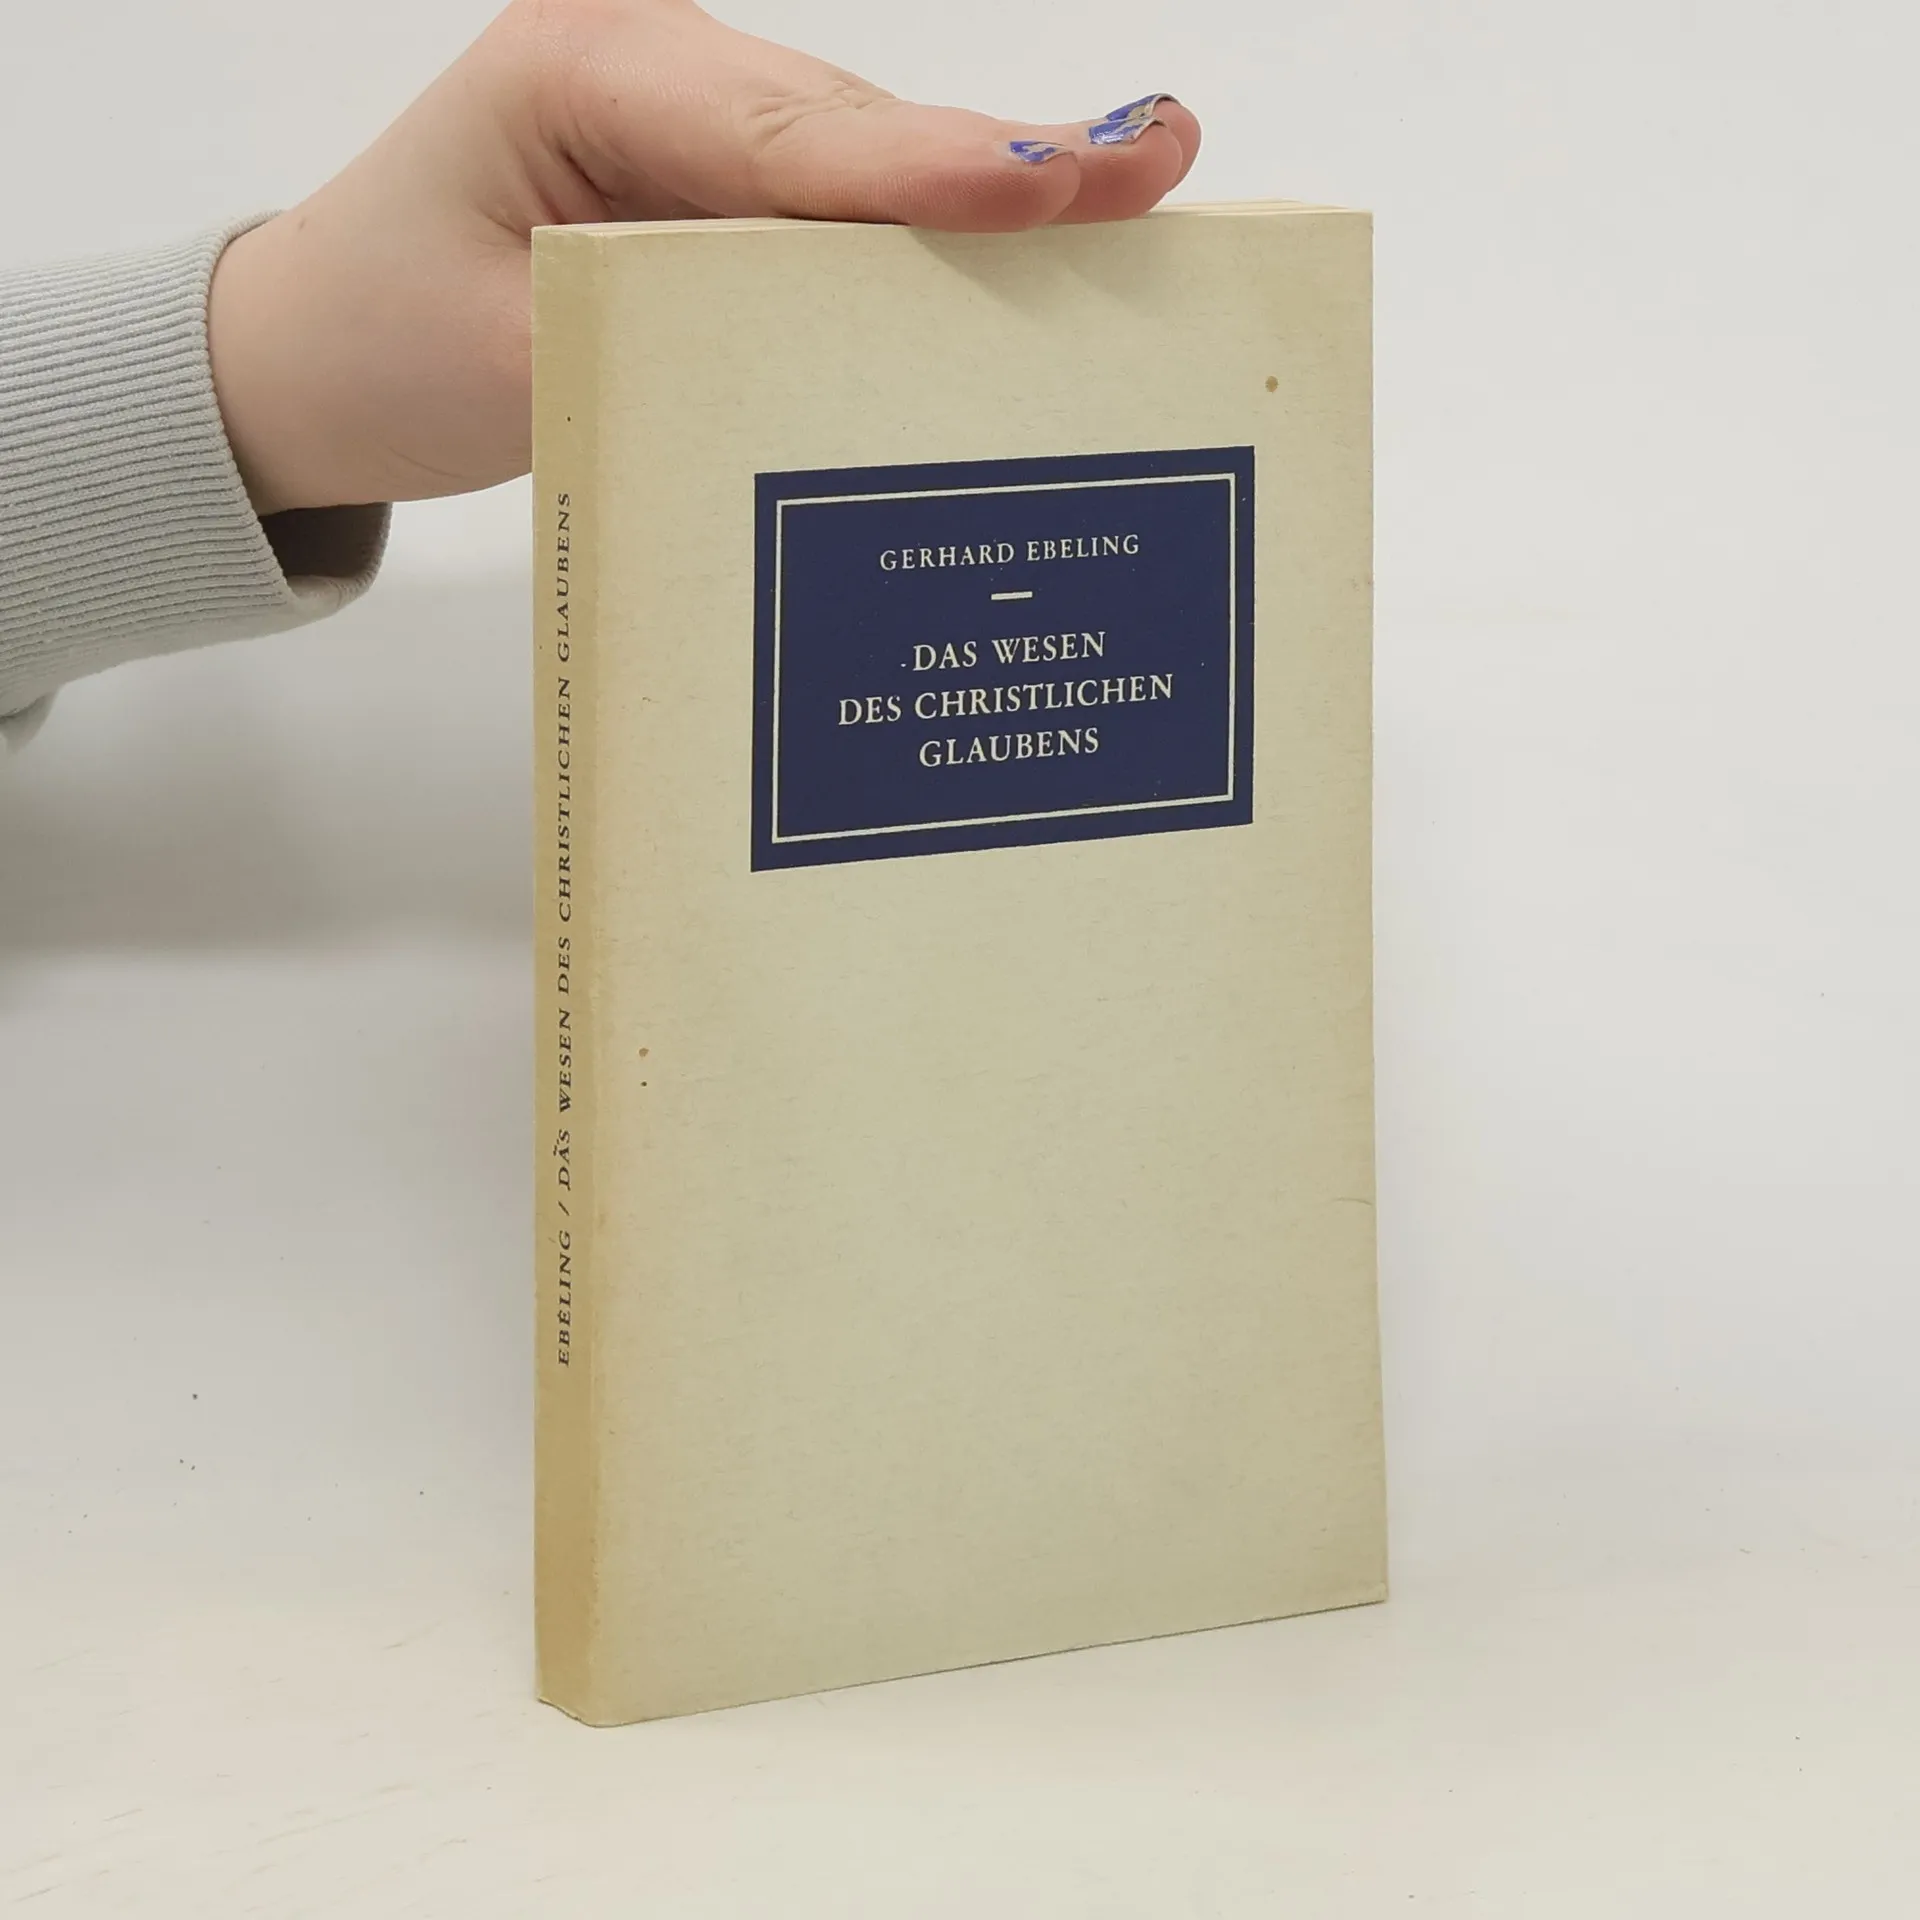 GERHARD EBELING
DAS WESEN
DES CHRISTLICHEN
GLAUBENS
EBELING / DAS WESEN DES CHRISTLICHEN GLAUBENS